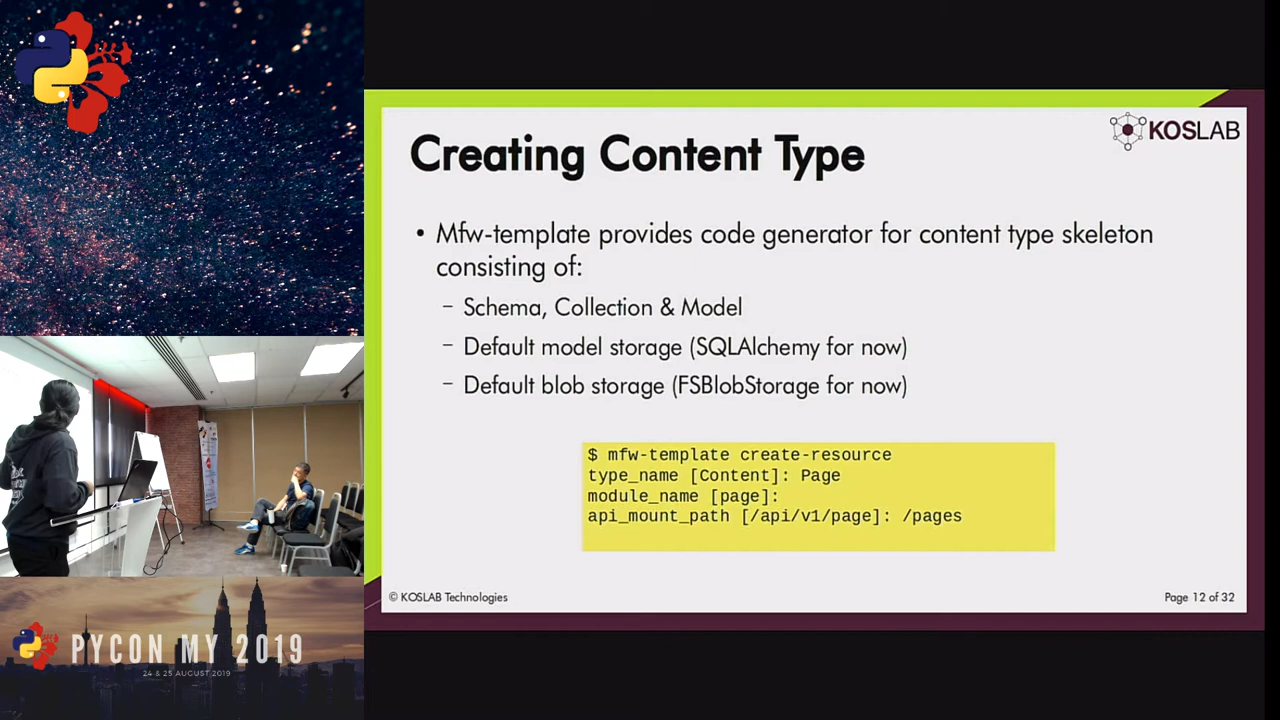 KOSLAB
Creating Content Type
• Mfw-template provides code generator for content type skeleton
consisting of:
– Schema, Collection & Model
– Default model storage (SQLAlchemy for now)
– Default blob storage (FSBlobStorage for now)
$ mfw-template create-resource
type_name [Content]: Page
module_name [page]:
api_mount_path [/api/v1/page]: /pages
© KOSLAB Technologies
Page 12 of 32
PYCON MY 2019
24 & 25 AUGUST 2019